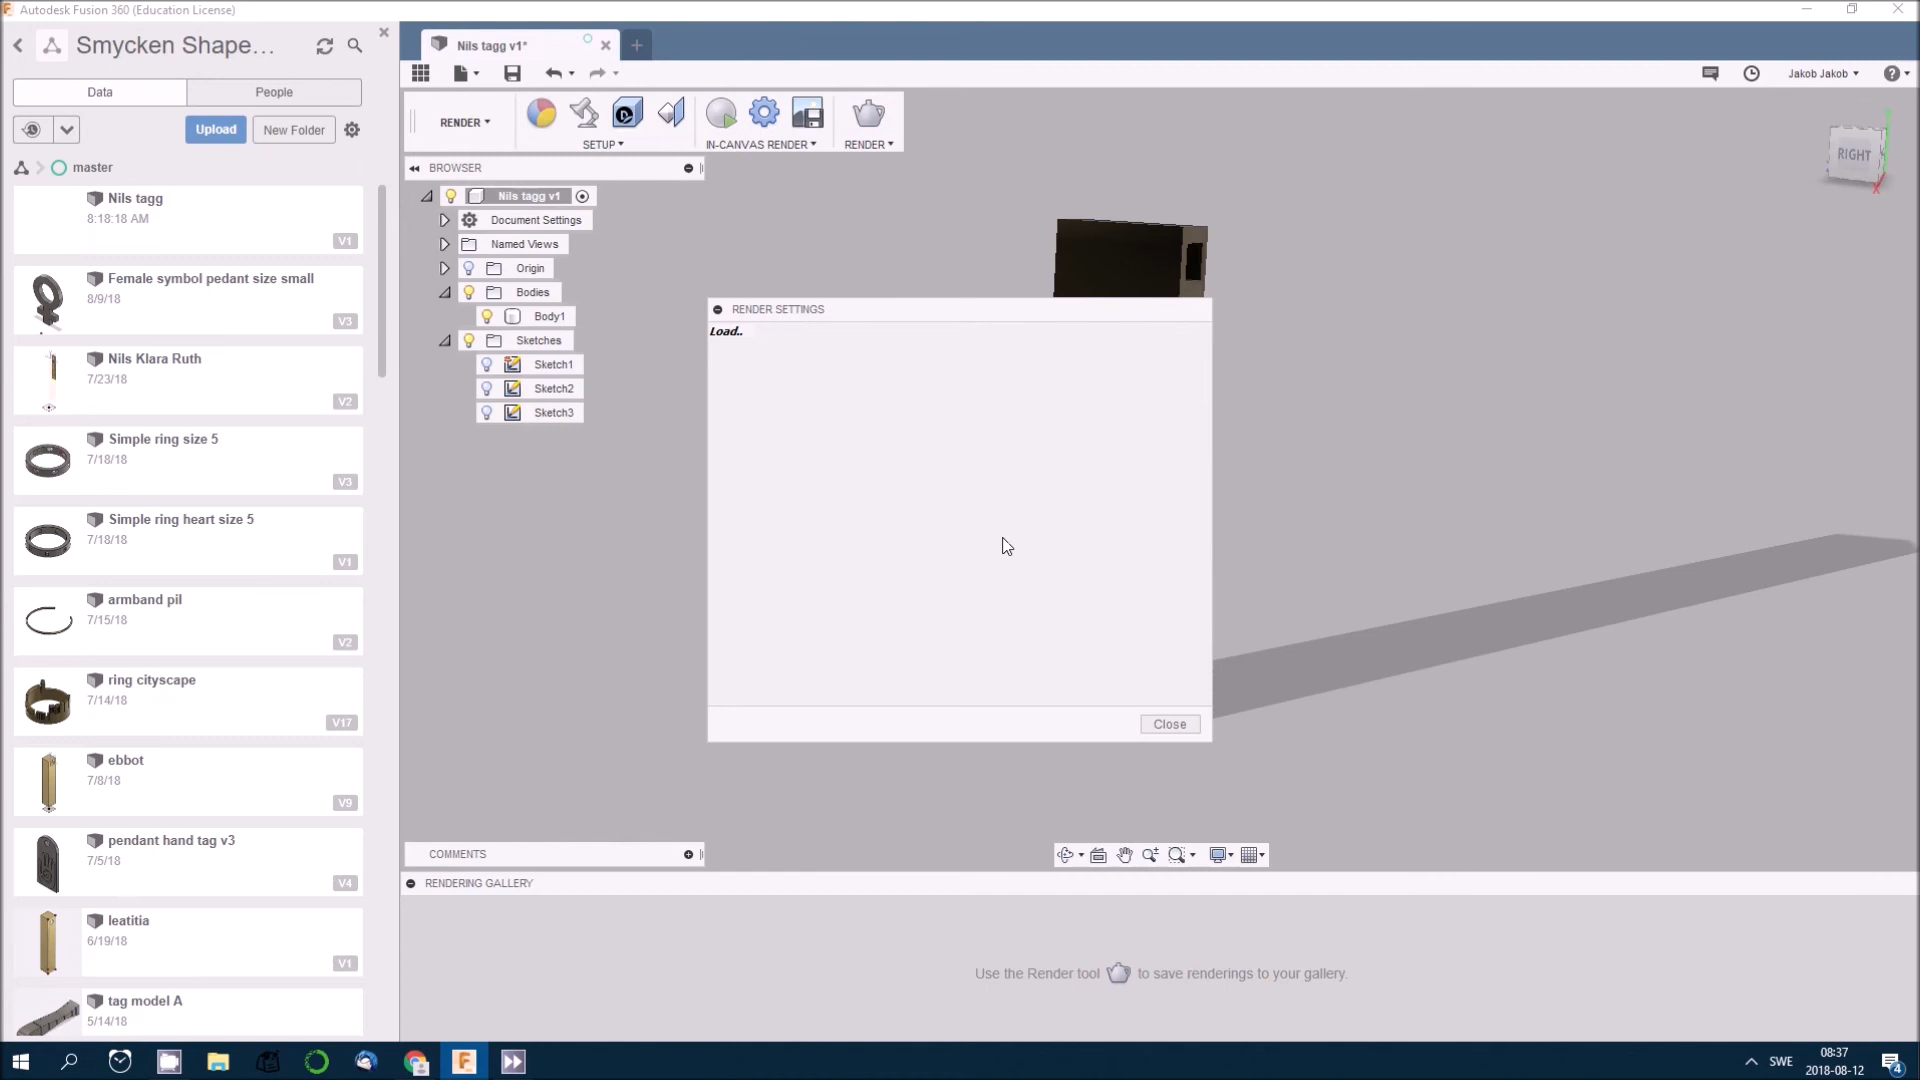 Autodesk Fusion 360 (Education License)
Smycken Shape...
Data
People
Upload
New Folder
master
Nils tagg
8:18:18 AM
V1
Female symbol pedant size small
8/9/18
V3
Nils Klara Ruth
7/23/18
V2
Simple ring size 5
7/18/18
V3
Simple ring heart size 5
7/18/18
V1
armband pil
7/15/18
V2
ring cityscape
7/14/18
V17
ebbot
7/8/18
V9
pendant hand tag v3
7/5/18
V4
leatitia
6/19/18
V1
tag model A
5/14/18
Nils tagg v1*
Jakob Jakob
RENDER
SETUP
IN-CANVAS RENDER
RENDER
BROWSER
Nils tagg v1
Document Settings
Named Views
Origin
Bodies
Body1
Sketches
Sketch1
Sketch2
Sketch3
RIGHT
RENDER SETTINGS
Load..
Close
COMMENTS
RENDERING GALLERY
Use the Render tool to save renderings to your gallery.
SWE
08:37
2018-08-12
4